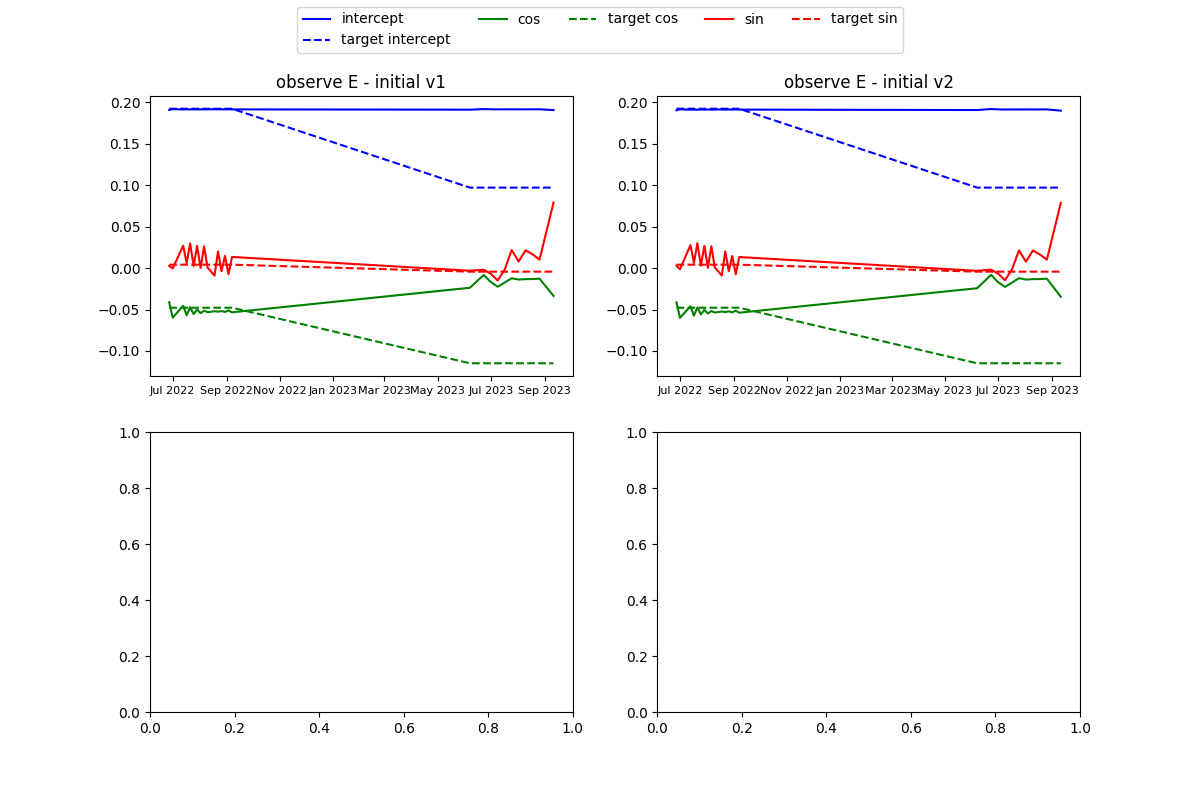 intercept cos target cos sin target sin
target intercept
observe E - initial v1 observe E - initial v2
0.20 0.20
0.15 0.15
0.10 0.10
0.05 0.05
0.00 0.00
−0.05 −0.05
−0.10 −0.10
Jul 2022 Sep 2022 Nov 2022 Jan 2023 Mar 2023 May 2023 Jul 2023 Sep 2023 Jul 2022 Sep 2022 Nov 2022 Jan 2023 Mar 2023 May 2023 Jul 2023 Sep 2023
1.0 1.0
0.8 0.8
0.6 0.6
0.4 0.4
0.2 0.2
0.0 0.0
0.0 0.2 0.4 0.6 0.8 1.0 0.0 0.2 0.4 0.6 0.8 1.0